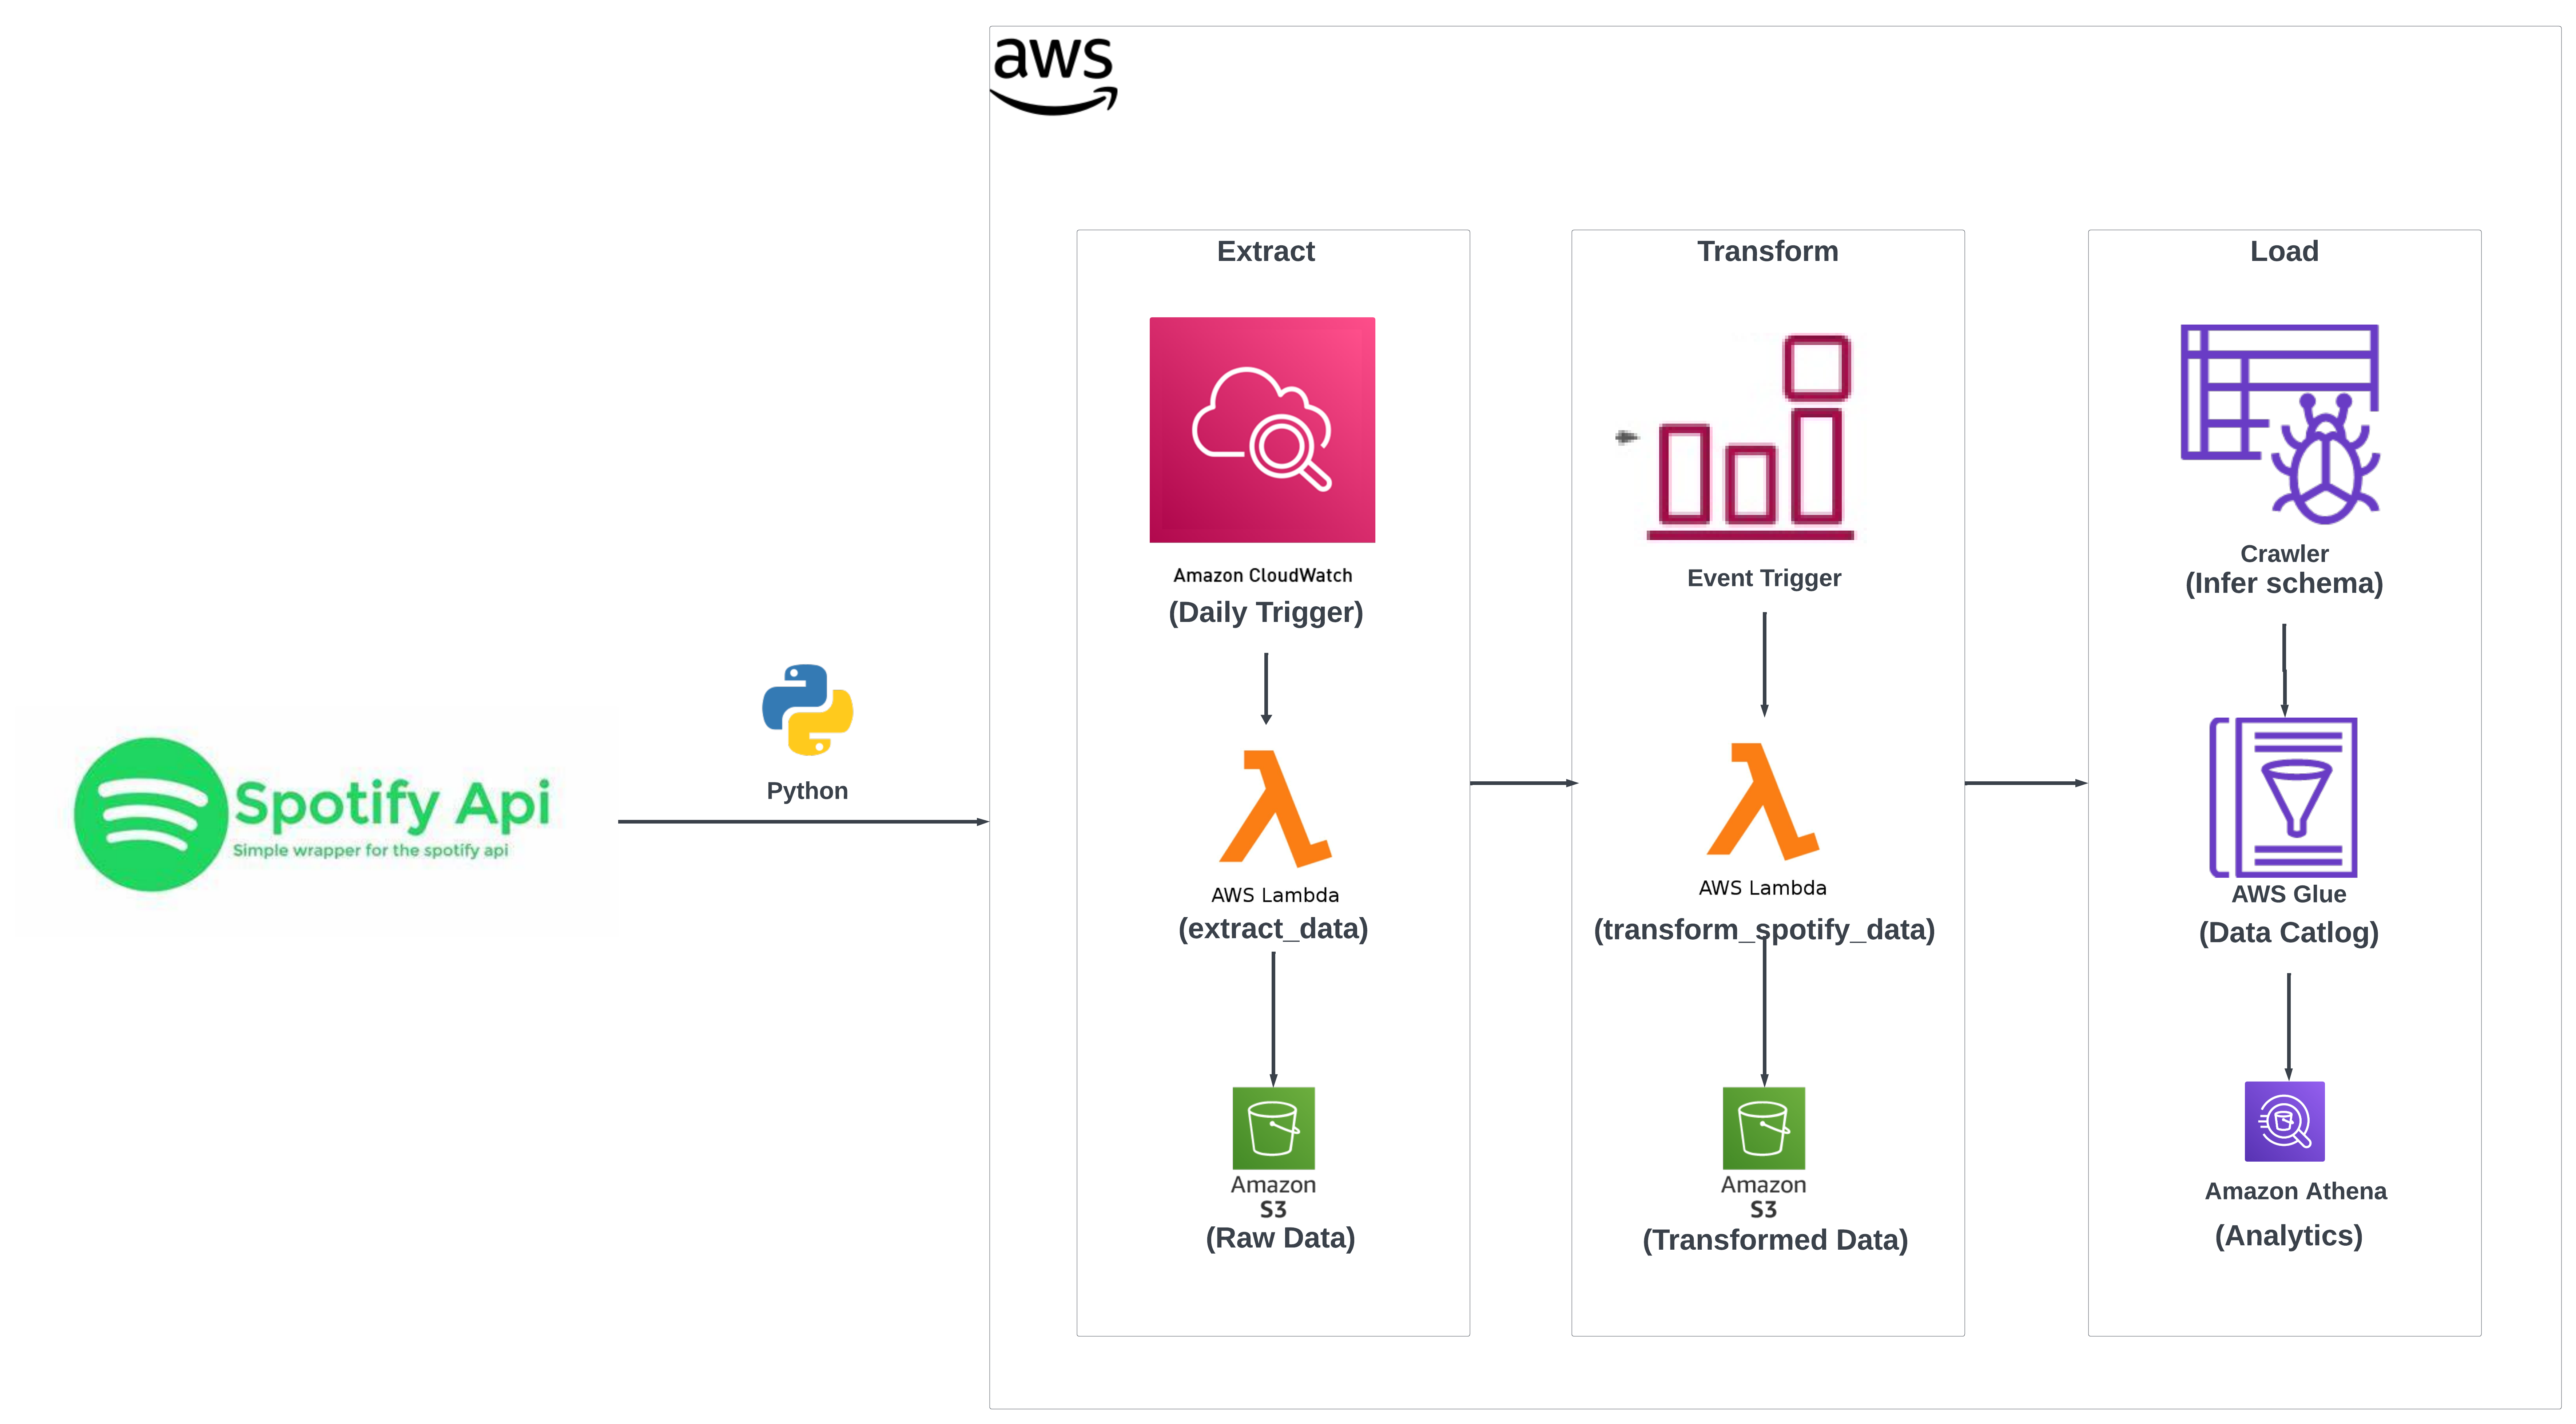 aws
Extract
Amazon CloudWatch
(Daily Trigger)
AWS Lambda
(extract_data)
Amazon
S3
(Raw Data)
Transform
Event Trigger
AWS Lambda
(transform_spotify_data)
Amazon
S3
(Transformed Data)
Load
Crawler
(Infer schema)
AWS Glue
(Data Catlog)
Amazon Athena
(Analytics)
Python
Spotify Api
Simple wrapper for the spotify api